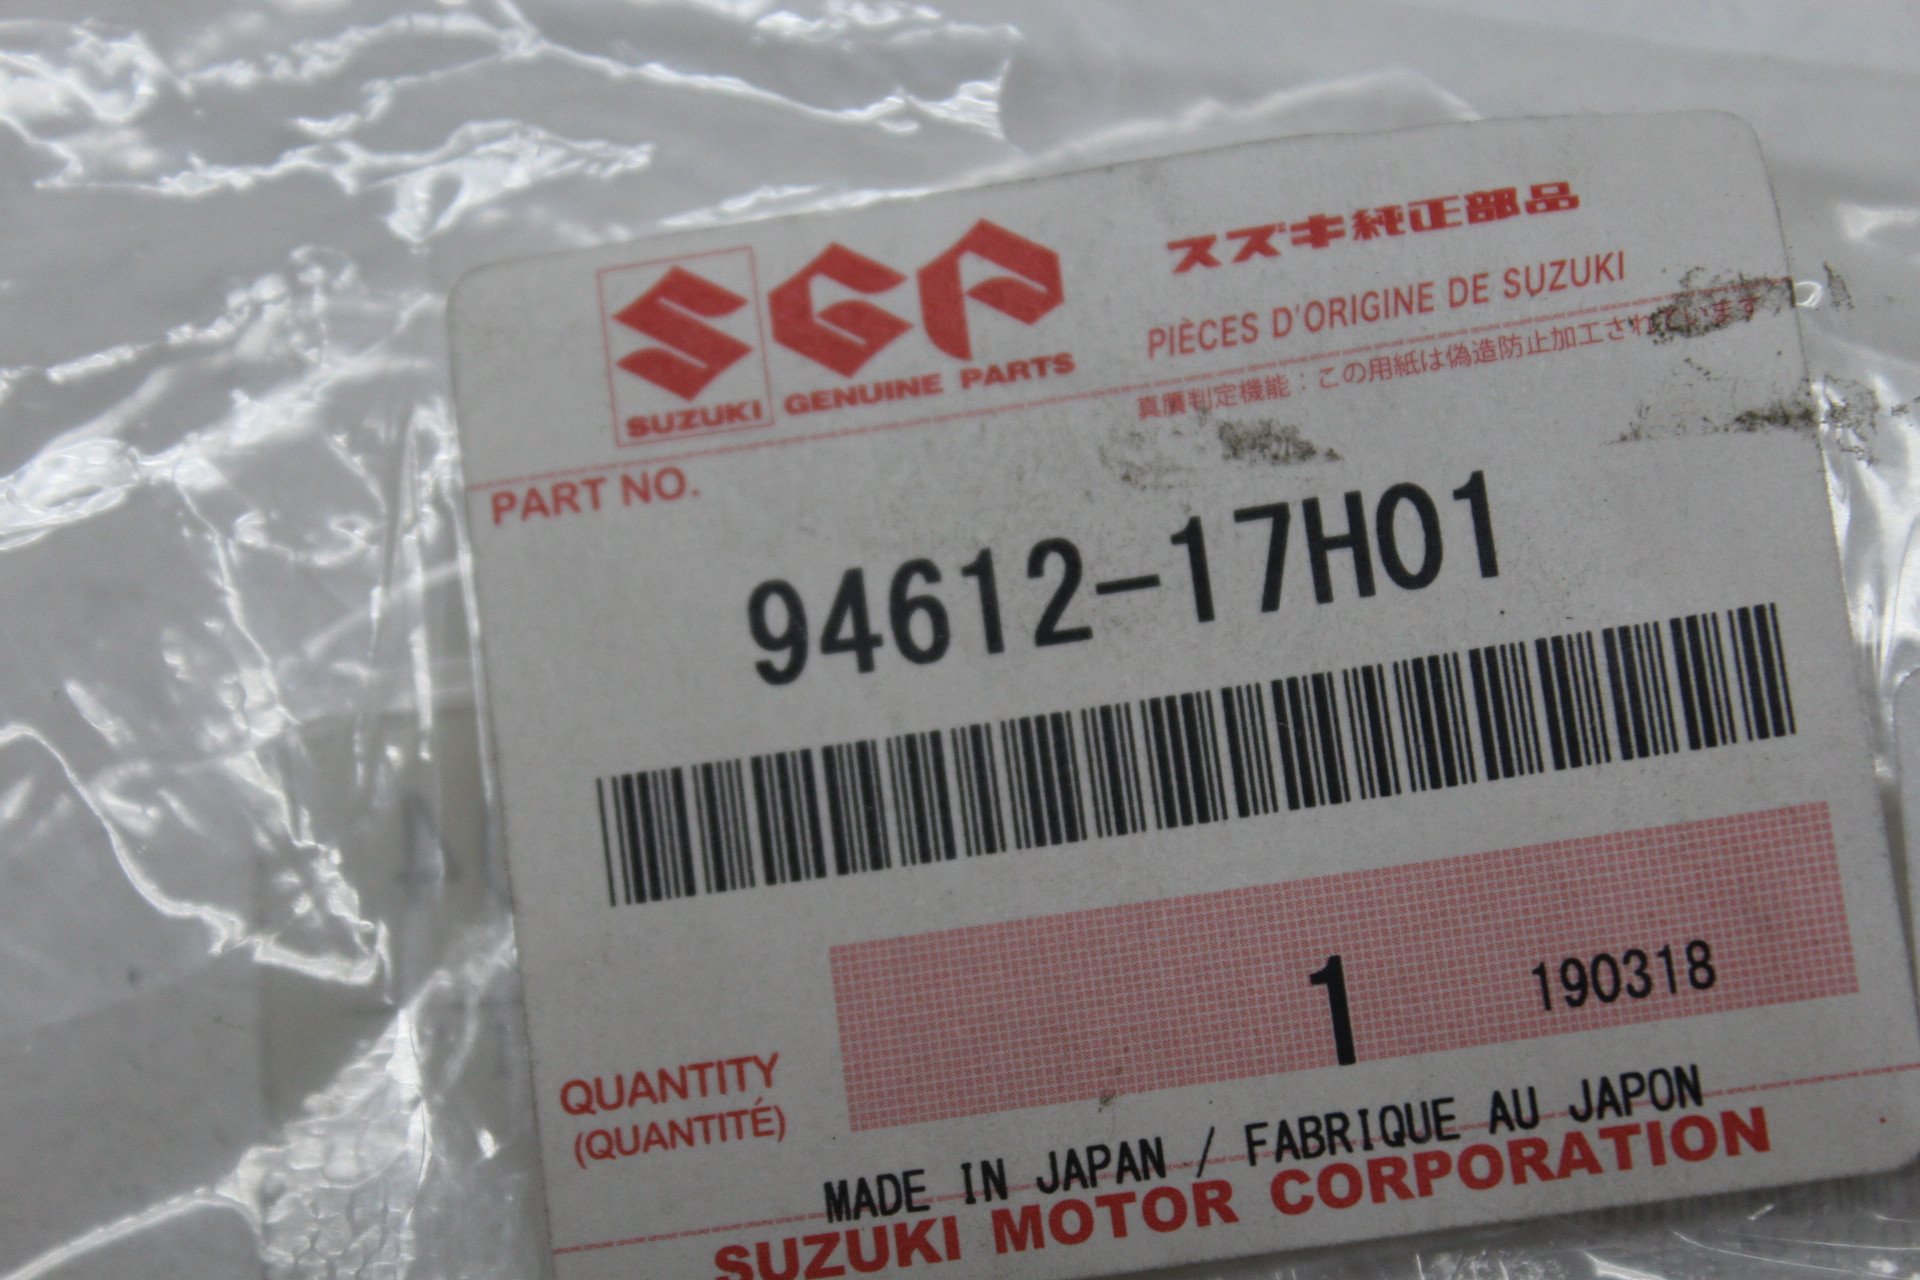 SUZUKI
SGP
GENUINE PARTS
スズキ純正部品
PIÈCES D'ORIGINE DE SUZUKI
真贋判定機能：この用紙は偽造防止加工されています
PART NO.
94612-17H01
1
190318
QUANTITY
(QUANTITÉ)
MADE IN JAPAN / FABRIQUE AU JAPON
SUZUKI MOTOR CORPORATION